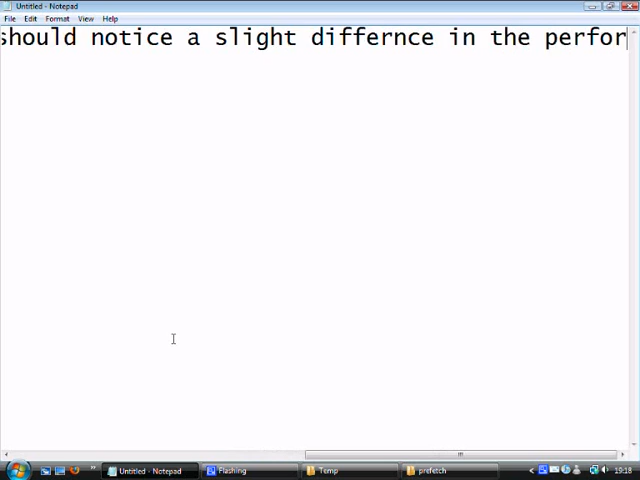 Untitled - Notepad
File Edit Format View Help
should notice a slight differnce in the perfor
Untitled - Notepad
Flashing
Temp
prefetch
19:18